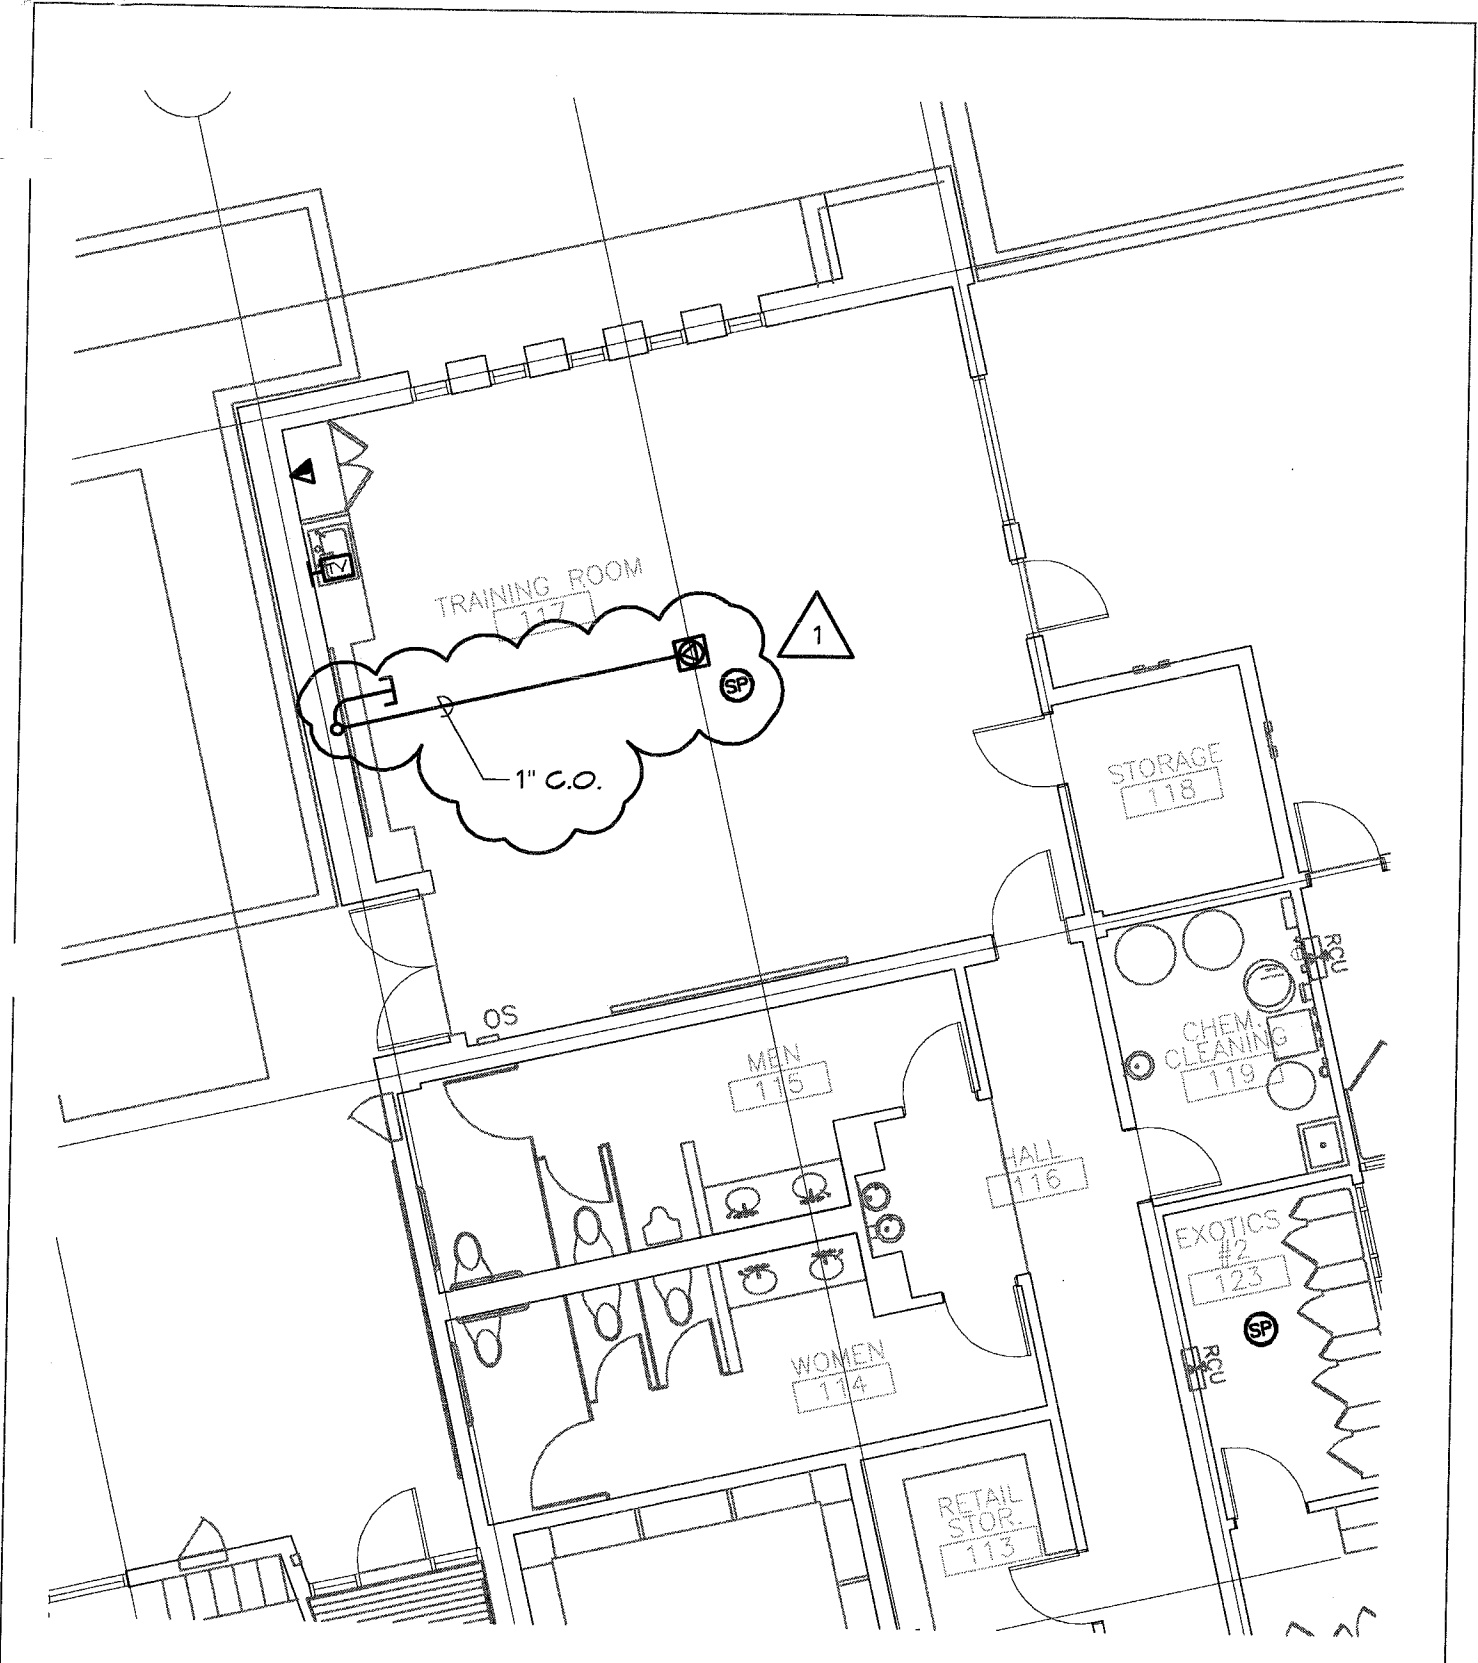 TV
TRAINING ROOM
117
1
SP
1" C.O.
STORAGE
118
OS
RCU
MEN
115
CHEM.
CLEANING
119
HALL
116
EXOTICS
#2
123
SP
RCU
WOMEN
114
RETAIL
STOR.
113